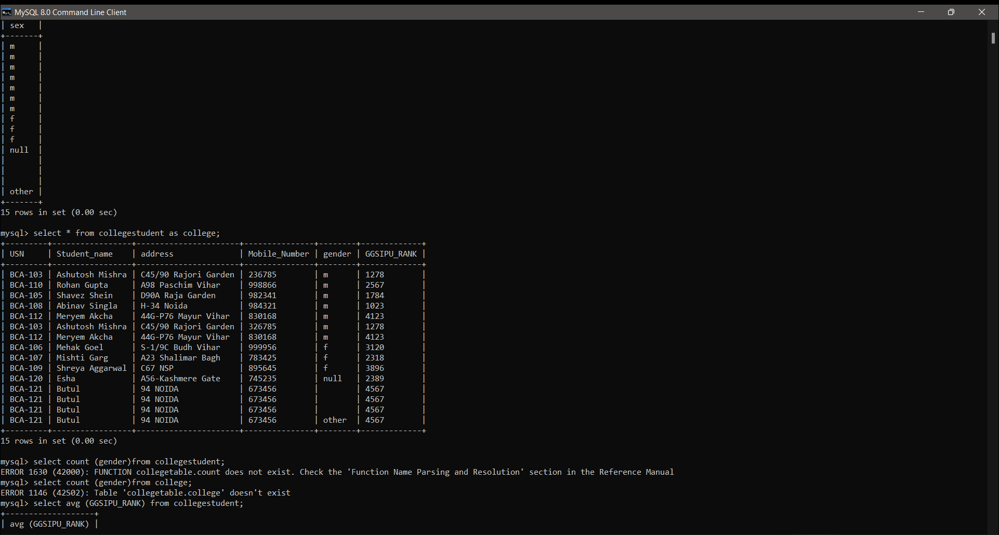 MySQL 8.0 Command Line Client
| sex   |
+-------+
| m     |
| m     |
| m     |
| m     |
| m     |
| m     |
| m     |
| f     |
| f     |
| f     |
| null  |
|       |
|       |
|       |
| other |
+-------+
15 rows in set (0.00 sec)

mysql> select * from collegestudent as college;
+---------+-----------------+----------------------+---------------+--------+-------------+
| USN     | Student_name    | address              | Mobile_Number | gender | GGSIPU_RANK |
+---------+-----------------+----------------------+---------------+--------+-------------+
| BCA-103 | Ashutosh Mishra | C45/90 Rajori Garden | 236785        | m      | 1278        |
| BCA-110 | Rohan Gupta     | A98 Paschim Vihar    | 998866        | m      | 2567        |
| BCA-105 | Shavez Shein    | D90A Raja Garden     | 982341        | m      | 1784        |
| BCA-108 | Abinav Singla   | H-34 Noida           | 984321        | m      | 1023        |
| BCA-112 | Meryem Akcha    | 44G-P76 Mayur Vihar  | 830168        | m      | 4123        |
| BCA-103 | Ashutosh Mishra | C45/90 Rajori Garden | 326785        | m      | 1278        |
| BCA-112 | Meryem Akcha    | 44G-P76 Mayur Vihar  | 830168        | m      | 4123        |
| BCA-106 | Mehak Goel      | S-1/9C Budh Vihar    | 999956        | f      | 3120        |
| BCA-107 | Mishti Garg     | A23 Shalimar Bagh    | 783425        | f      | 2318        |
| BCA-109 | Shreya Aggarwal | C67 NSP              | 895645        | f      | 3896        |
| BCA-120 | Esha            | A56-Kashmere Gate    | 745235        | null   | 2389        |
| BCA-121 | Butul           | 94 NOIDA             | 673456        |        | 4567        |
| BCA-121 | Butul           | 94 NOIDA             | 673456        |        | 4567        |
| BCA-121 | Butul           | 94 NOIDA             | 673456        |        | 4567        |
| BCA-121 | Butul           | 94 NOIDA             | 673456        | other  | 4567        |
+---------+-----------------+----------------------+---------------+--------+-------------+
15 rows in set (0.00 sec)

mysql> select count (gender)from collegestudent;
ERROR 1630 (42000): FUNCTION collegetable.count does not exist. Check the 'Function Name Parsing and Resolution' section in the Reference Manual
mysql> select count (gender)from college;
ERROR 1146 (42S02): Table 'collegetable.college' doesn't exist
mysql> select avg (GGSIPU_RANK) from collegestudent;
+-------------------+
| avg (GGSIPU_RANK) |